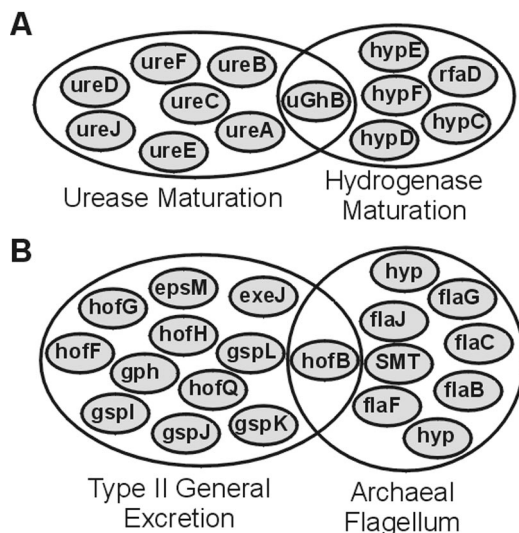 A
ureF
ureB
ureD
ureC
ureJ
ureA
ureE
uGhB
hypE
rfaD
hypF
hypC
hypD
Urease Maturation
Hydrogenase
Maturation
B
epsM
exeJ
hofG
hofH
hofF
gspL
gph
hofQ
gspI
gspJ
gspK
hofB
hyp
flaG
flaJ
flaC
SMT
flaB
flaF
hyp
Type II General
Excretion
Archaeal
Flagellum